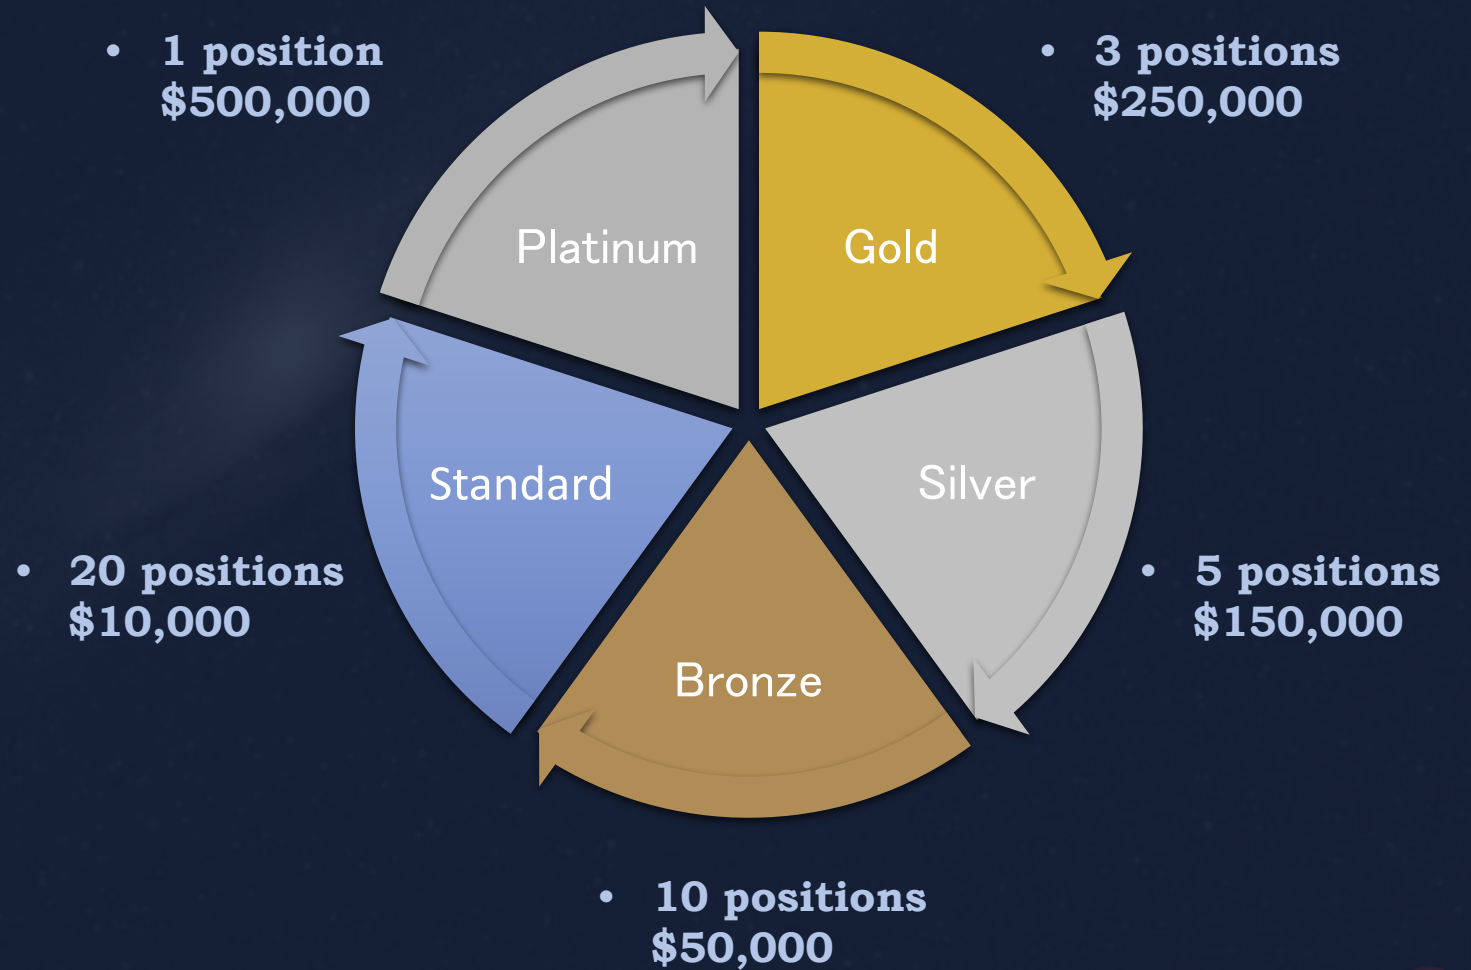 • 1 position
$500,000
• 3 positions
$250,000
Platinum
Gold
Standard
Silver
• 20 positions
$10,000
• 5 positions
$150,000
Bronze
• 10 positions
$50,000